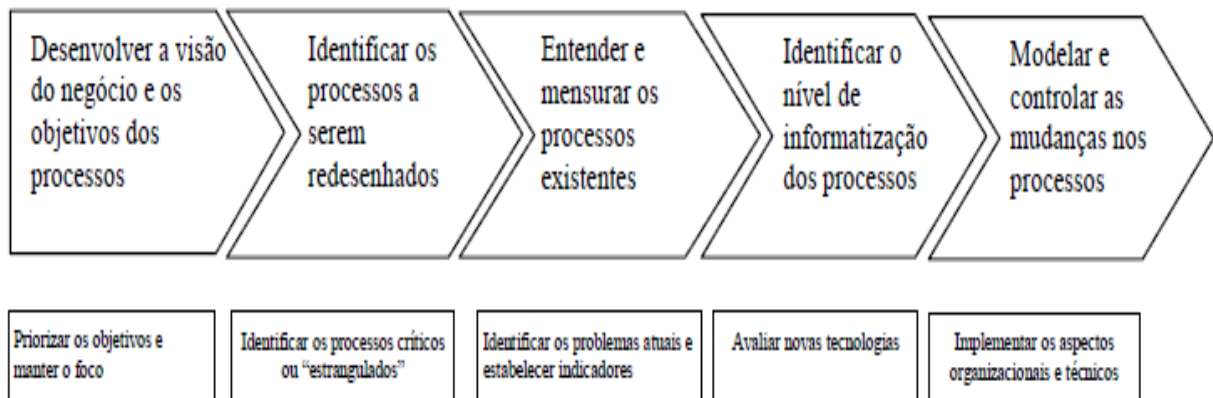 Desenvolver a visão
do negócio e os
objetivos dos
processos
Identificar os
processos a
serem
redesenhados
Entender e
mensurar os
processos
existentes
Identificar o
nível de
informatização
dos processos
Modelar e
controlar as
mudanças nos
processos
Priorizar os objetivos e
manter o foco
Identificar os processos críticos
ou “estrangulados”
Identificar os problemas atuais e
estabelecer indicadores
Avaliar novas tecnologias
Implementar os aspectos
organizacionais e técnicos